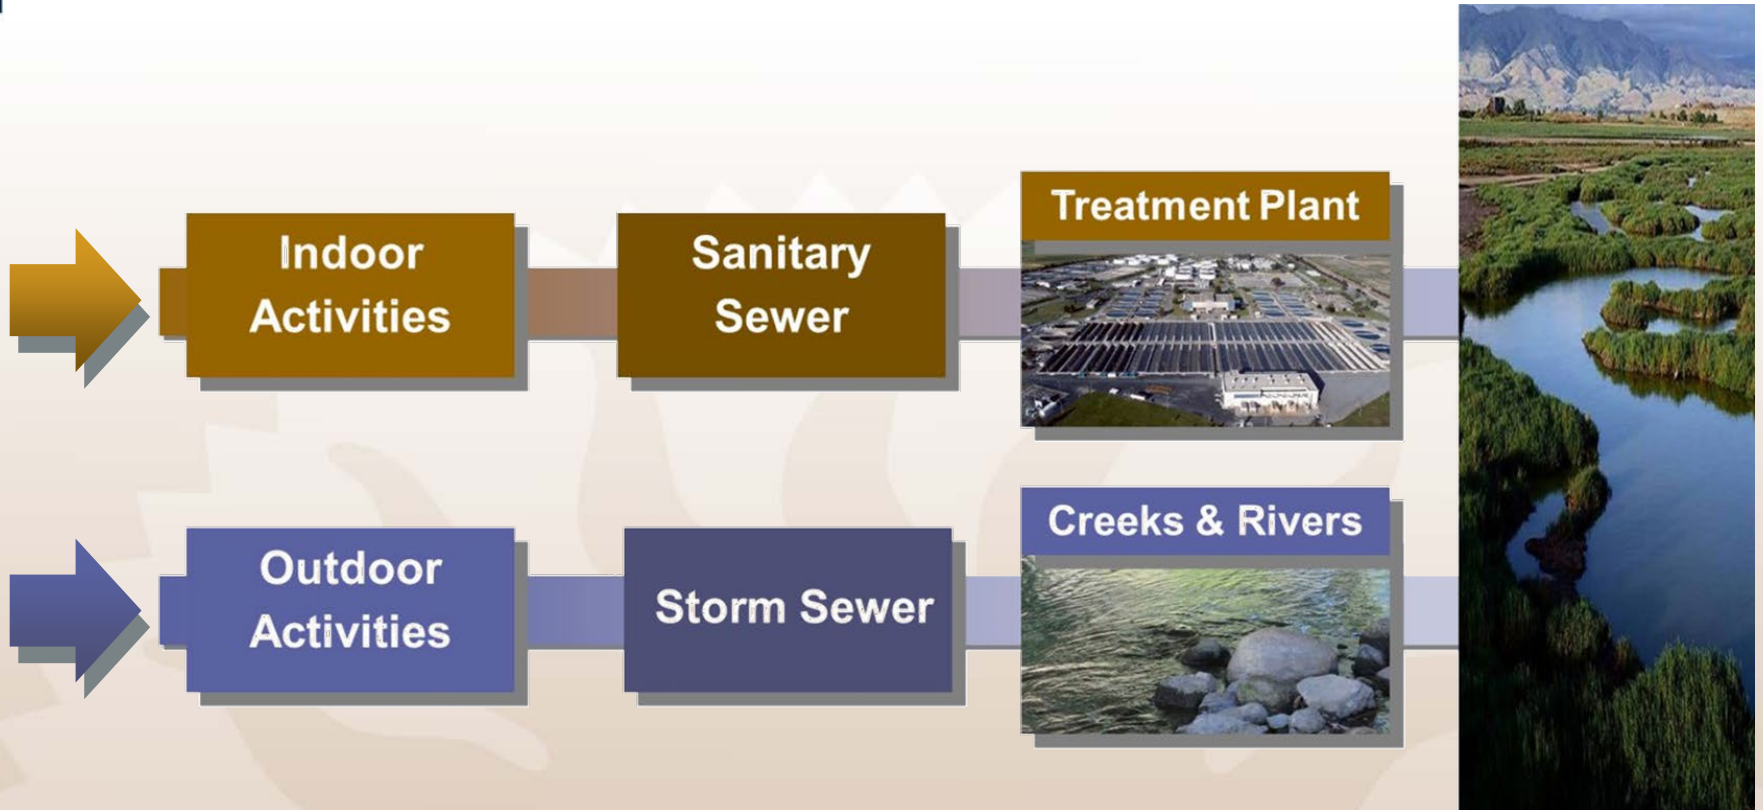 Indoor
Activities
Sanitary
Sewer
Treatment Plant
Outdoor
Activities
Storm Sewer
Creeks & Rivers